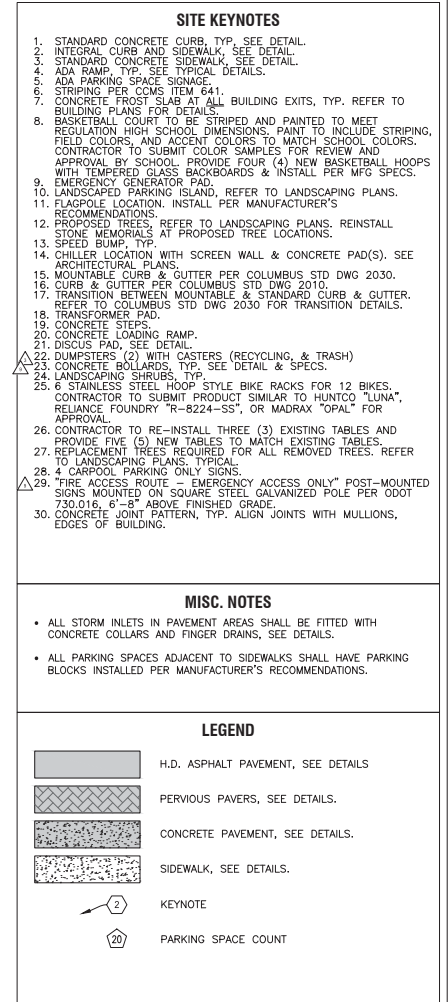 SITE KEYNOTES
1. STANDARD CONCRETE CURB, TYP, SEE DETAIL.
2. INTEGRAL CURB AND SIDEWALK, SEE DETAIL.
3. STANDARD CONCRETE SIDEWALK, SEE DETAIL.
4. ADA RAMP, TYP. SEE TYPICAL DETAILS.
5. ADA PARKING SPACE SIGNAGE.
6. STRIPING PER CCMS ITEM 641.
7. CONCRETE FROST SLAB AT ALL BUILDING EXITS, TYP. REFER TO
BUILDING PLANS FOR DETAILS.
8. BASKETBALL COURT TO BE STRIPED AND PAINTED TO MEET
REGULATION HIGH SCHOOL DIMENSIONS. PAINT TO INCLUDE STRIPING,
FIELD COLORS, AND ACCENT COLORS TO MATCH SCHOOL COLORS.
CONTRACTOR TO SUBMIT COLOR SAMPLES FOR REVIEW AND
APPROVAL BY SCHOOL. PROVIDE FOUR (4) NEW BASKETBALL HOOPS
WITH TEMPERED GLASS BACKBOARDS & INSTALL PER MFG SPECS.
9. EMERGENCY GENERATOR PAD.
10. LANDSCAPED PARKING ISLAND, REFER TO LANDSCAPING PLANS.
11. FLAGPOLE LOCATION. INSTALL PER MANUFACTURER'S
RECOMMENDATIONS.
12. PROPOSED TREES, REFER TO LANDSCAPING PLANS. REINSTALL
STONE MEMORIALS AT PROPOSED TREE LOCATIONS.
13. SPEED BUMP, TYP.
14. CHILLER LOCATION WITH SCREEN WALL & CONCRETE PAD(S). SEE
ARCHITECTURAL PLANS.
15. MOUNTABLE CURB & GUTTER PER COLUMBUS STD DWG 2030.
16. CURB & GUTTER PER COLUMBUS STD DWG 2010.
17. TRANSITION BETWEEN MOUNTABLE & STANDARD CURB & GUTTER.
REFER TO COLUMBUS STD DWG 2030 FOR TRANSITION DETAILS.
18. TRANSFORMER PAD.
19. CONCRETE STEPS.
20. CONCRETE LOADING RAMP.
21. DISCUS PAD, SEE DETAIL.
22. DUMPSTERS (2) WITH CASTERS (RECYCLING, & TRASH)
23. CONCRETE BOLLARDS, TYP. SEE DETAIL & SPECS.
24. LANDSCAPING SHRUBS, TYP.
25. 6 STAINLESS STEEL HOOP STYLE BIKE RACKS FOR 12 BIKES.
CONTRACTOR TO SUBMIT PRODUCT SIMILAR TO HUNTCO "LUNA",
RELIANCE FOUNDRY "R-8224-SS", OR MADRAX "OPAL" FOR
APPROVAL.
26. CONTRACTOR TO RE-INSTALL THREE (3) EXISTING TABLES AND
PROVIDE FIVE (5) NEW TABLES TO MATCH EXISTING TABLES.
27. REPLACEMENT TREES REQUIRED FOR ALL REMOVED TREES. REFER
TO LANDSCAPING PLANS. TYPICAL.
28. 4 CARPOOL PARKING ONLY SIGNS.
29. "FIRE ACCESS ROUTE - EMERGENCY ACCESS ONLY" POST-MOUNTED
SIGNS MOUNTED ON SQUARE STEEL GALVANIZED POLE PER ODOT
730.016, 6'-8" ABOVE FINISHED GRADE.
30. CONCRETE JOINT PATTERN, TYP. ALIGN JOINTS WITH MULLIONS,
EDGES OF BUILDING.
MISC. NOTES
• ALL STORM INLETS IN PAVEMENT AREAS SHALL BE FITTED WITH
CONCRETE COLLARS AND FINGER DRAINS, SEE DETAILS.
• ALL PARKING SPACES ADJACENT TO SIDEWALKS SHALL HAVE PARKING
BLOCKS INSTALLED PER MANUFACTURER'S RECOMMENDATIONS.
LEGEND
H.D. ASPHALT PAVEMENT, SEE DETAILS
PERVIOUS PAVERS, SEE DETAILS.
CONCRETE PAVEMENT, SEE DETAILS.
SIDEWALK, SEE DETAILS.
2 KEYNOTE
20 PARKING SPACE COUNT